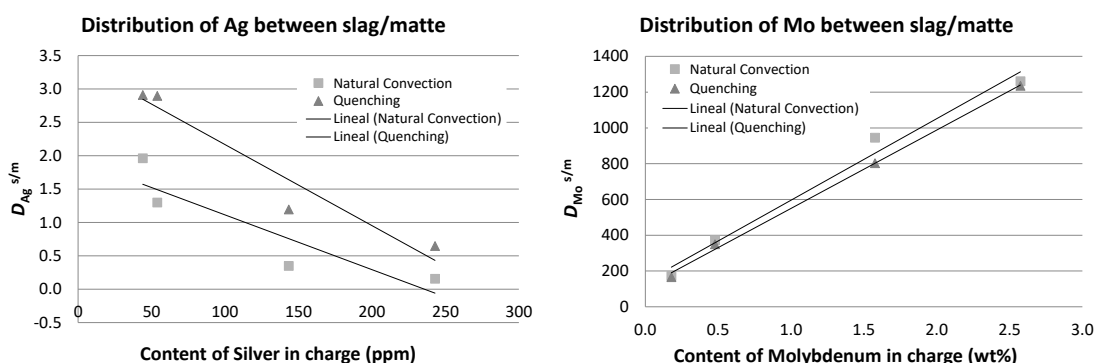 Distribution of Ag between slag/matte
3.5
3.0
2.5
2.0
1.5
1.0
0.5
0.0
-0.5
D Ag s/m
Natural Convection
Quenching
Lineal (Natural Convection)
Lineal (Quenching)
0 50 100 150 200 250 300
Content of Silver in charge (ppm)
Distribution of Mo between slag/matte
1400
1200
1000
800
600
400
200
0
D Mo s/m
Natural Convection
Quenching
Lineal (Natural Convection)
Lineal (Quenching)
0.0 0.5 1.0 1.5 2.0 2.5 3.0
Content of Molybdenum in charge (wt%)